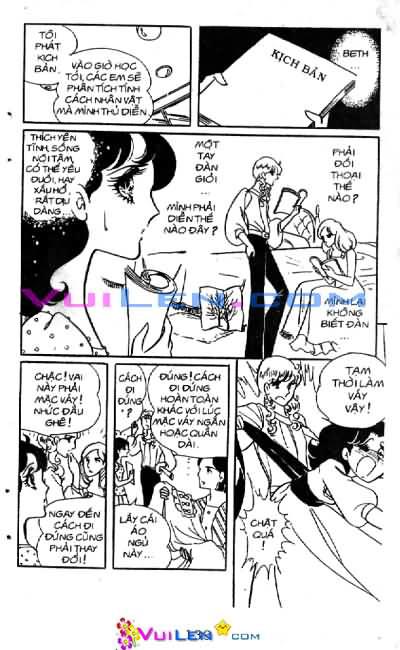 TỐI
PHÁT
KỊCH
BẢN.
VÀO GIỜ HỌC
TỚI, CÁC EM SẼ
PHÂN TÍCH TÍNH
CÁCH NHÂN VẬT
MÀ MÌNH THỦ DIỄN.
KỊCH BẢN
BETH
...
THÍCH YÊN
TĨNH, SỐNG
NỘI TÂM,
CÓ THỂ YẾU
ĐUỐI, HAY
XẤU HỔ,
RẤT DỊU
DÀNG...
MỘT
TAY
ĐÀN
GIỎI
...
MÌNH PHẢI
DIỄN THẾ
NÀO ĐÂY?
PHẢI
ĐỐI
THOẠI
THẾ
NÀO?
MÌNH LẠI
KHÔNG
BIẾT ĐÀN
...
VUILEN.COM
CHẠC! VAI
NÀY PHẢI
MẶC VÁY!
NHỨC ĐẦU
GHÊ!
NGAY ĐẾN
CÁCH ĐI
ĐỨNG CŨNG
PHẢI THAY
ĐỔI!
CÁCH
ĐI
ĐỨNG
?
ĐÚNG! CÁCH
ĐI ĐỨNG
HOÀN TOÀN
KHÁC VỚI LÚC
MẶC VÁY NGẮN
HOẶC QUẦN
DÀI.
LẤY CÁI
ÁO
NGỦ
NÀY...
TẠM
THỜI LÀM
VÁY
VẬY!
CHẬT
QUÁ
!
VUILEN.COM